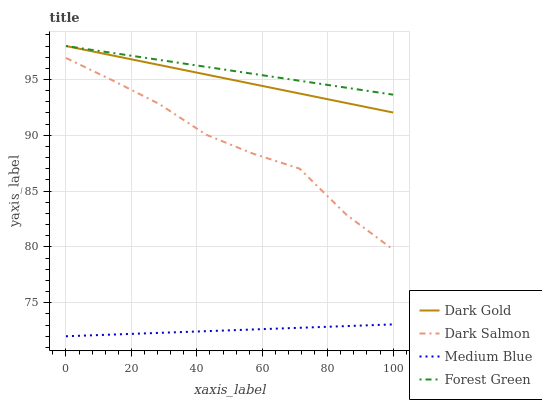 title
yaxis_label
95
90
85
80
75
0 20 40 60 80 100
xaxis_label
Dark Gold
Dark Salmon
Medium Blue
Forest Green